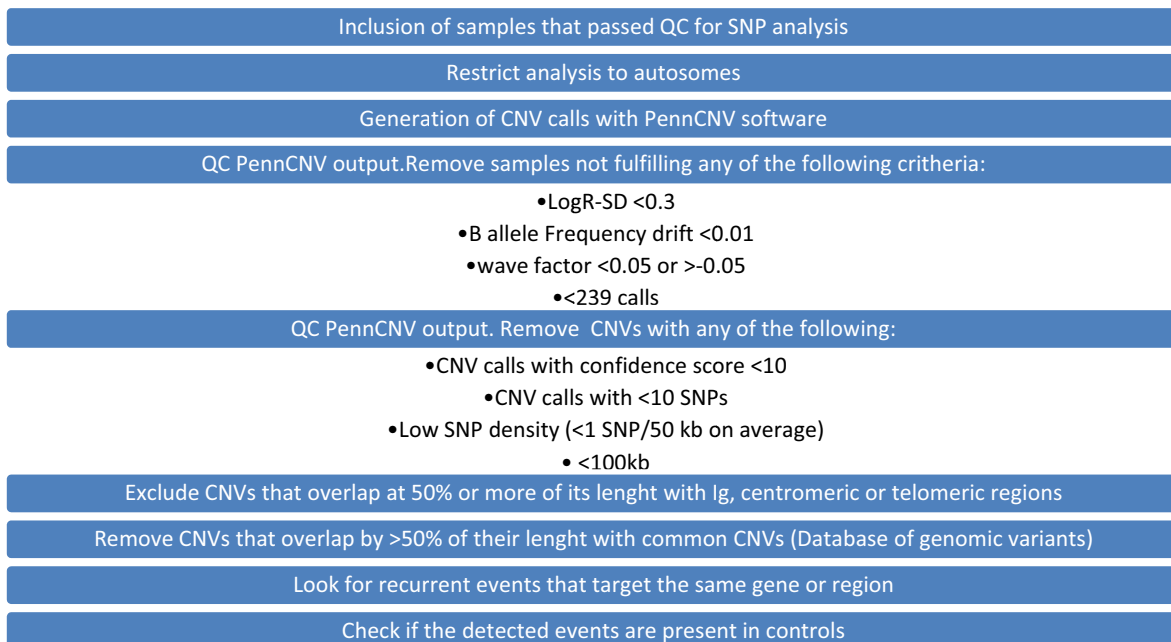 Inclusion of samples that passed QC for SNP analysis
Restrict analysis to autosomes
Generation of CNV calls with PennCNV software
QC PennCNV output.Remove samples not fulfilling any of the following critheria:
•LogR-SD <0.3
•B allele Frequency drift <0.01
•wave factor <0.05 or >-0.05
•<239 calls
QC PennCNV output. Remove CNVs with any of the following:
•CNV calls with confidence score <10
•CNV calls with <10 SNPs
•Low SNP density (<1 SNP/50 kb on average)
• <100kb
Exclude CNVs that overlap at 50% or more of its lenght with Ig, centromeric or telomeric regions
Remove CNVs that overlap by >50% of their lenght with common CNVs (Database of genomic variants)
Look for recurrent events that target the same gene or region
Check if the detected events are present in controls